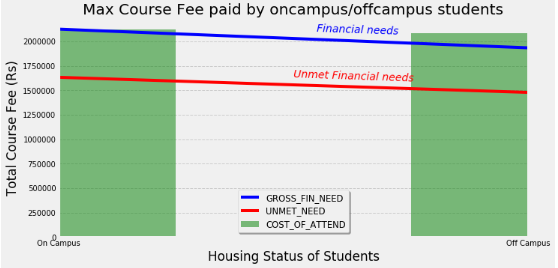 Max Course Fee paid by oncampus/offcampus students
Financial needs
Unmet Financial needs
Total Course Fee (Rs)
2000000
1750000
1500000
1250000
1000000
750000
500000
250000
0
GROSS_FIN_NEED
UNMET_NEED
COST_OF_ATTEND
On Campus
Off Campus
Housing Status of Students